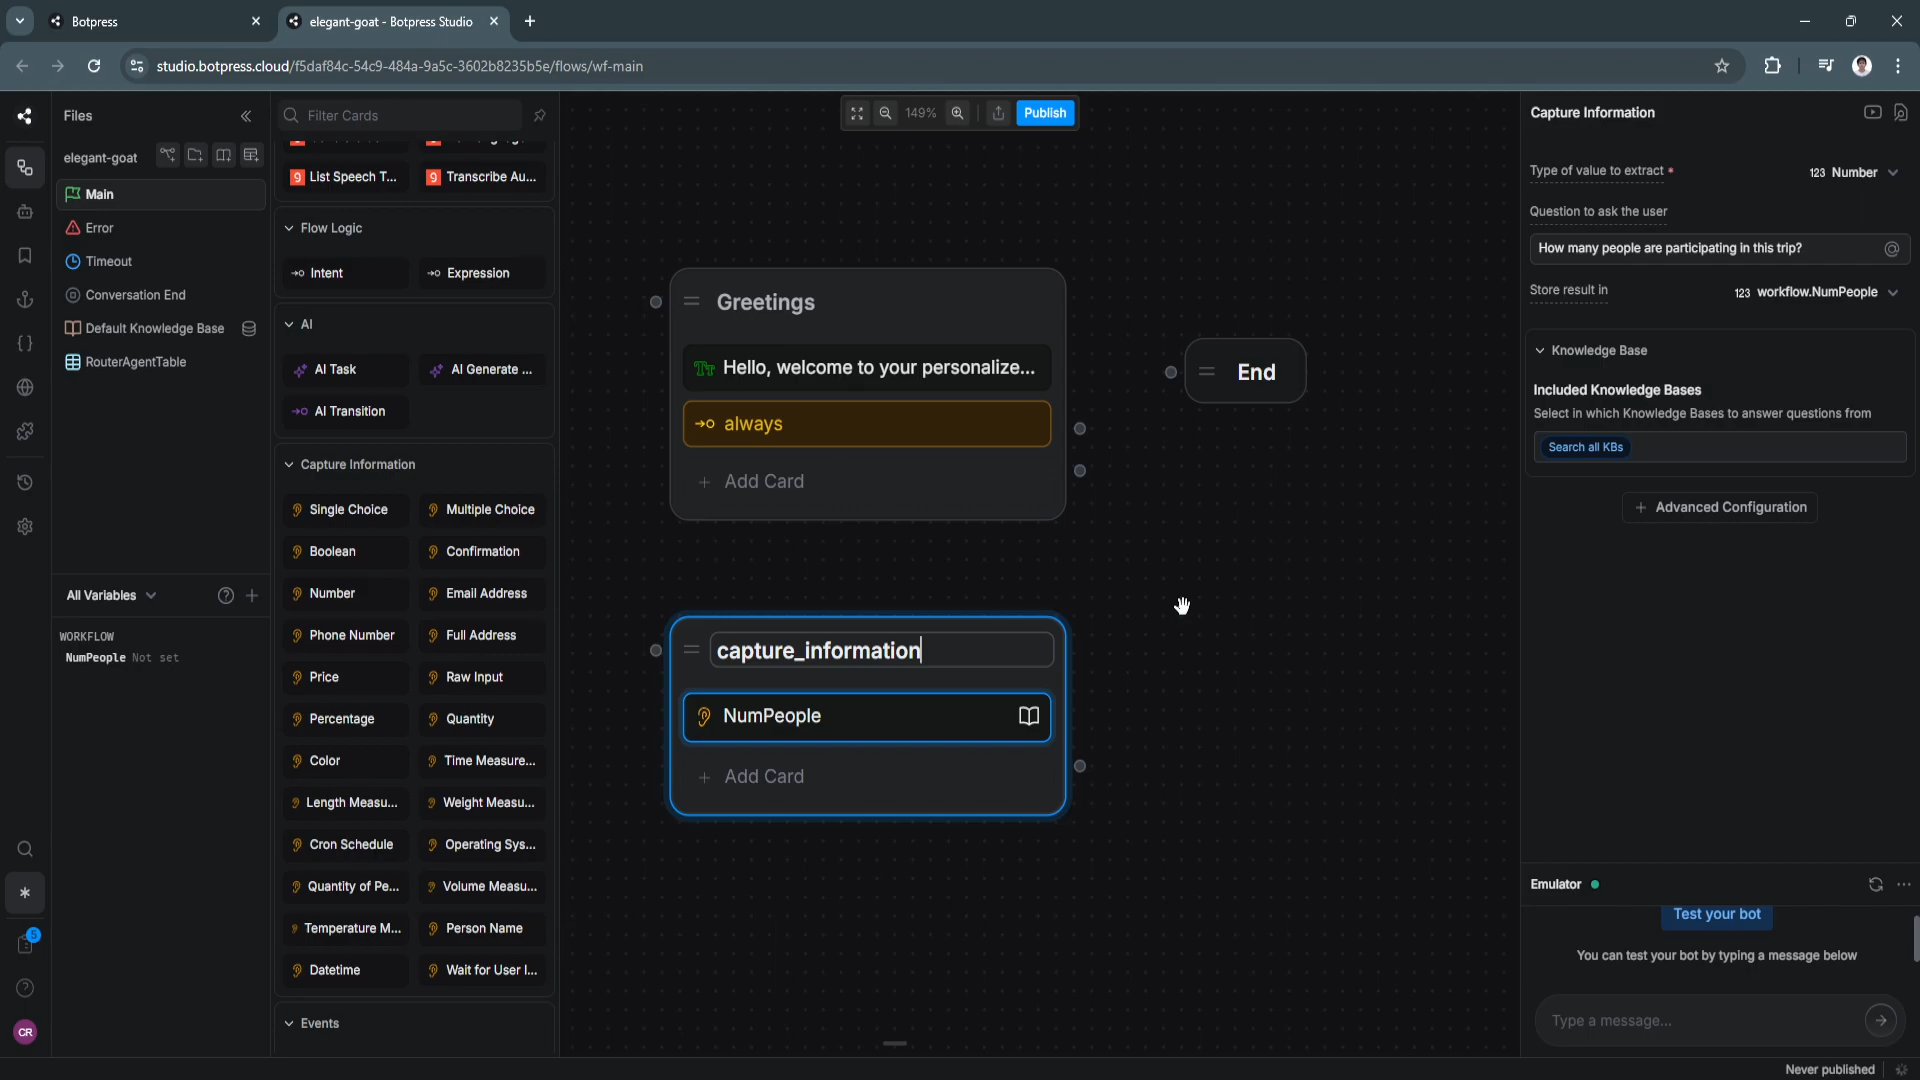 Botpress
elegant-goat - Botpress Studio
studio.botpress.cloud/f5daf84c-54c9-484a-9a5c-3602b8235b5e/flows/wf-main
Files
elegant-goat
Main
Error
Timeout
Conversation End
Default Knowledge Base
RouterAgentTable
All Variables
WORKFLOW
NumPeople Not set
5
CR
Filter Cards
List Speech T...
Transcribe Au...
Flow Logic
Intent
Expression
AI
AI Task
AI Generate ...
AI Transition
Capture Information
Single Choice
Multiple Choice
Boolean
Confirmation
Number
Email Address
Phone Number
Full Address
Price
Raw Input
Percentage
Quantity
Color
Time Measure...
Length Measu...
Weight Measu...
Cron Schedule
Operating Sys...
Quantity of Pe...
Volume Measu...
Temperature M...
Person Name
Datetime
Wait for User I...
Events
149%
Publish
Greetings
Hello, welcome to your personalize...
always
+ Add Card
End
capture_information
NumPeople
+ Add Card
Capture Information
Type of value to extract *
123 Number
Question to ask the user
How many people are participating in this trip?
Store result in
123 workflow.NumPeople
Knowledge Base
Included Knowledge Bases
Select in which Knowledge Bases to answer questions from
Search all KBs
+ Advanced Configuration
Emulator
Test your bot
You can test your bot by typing a message below
Type a message...
Never published